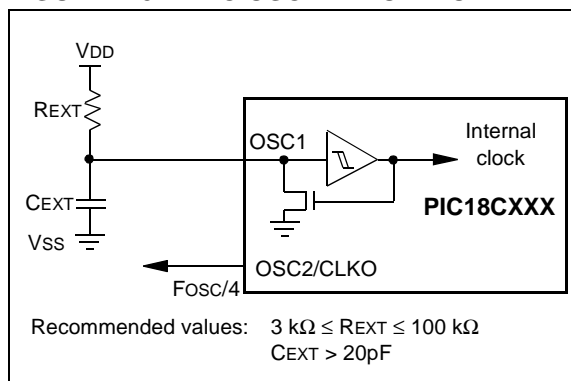 VDD
REXT
OSC1
Internal
clock
CEXT
PIC18CXXX
VSS
OSC2/CLKO
FOSC/4
Recommended values: 3 kΩ ≤ REXT ≤ 100 kΩ
CEXT > 20pF